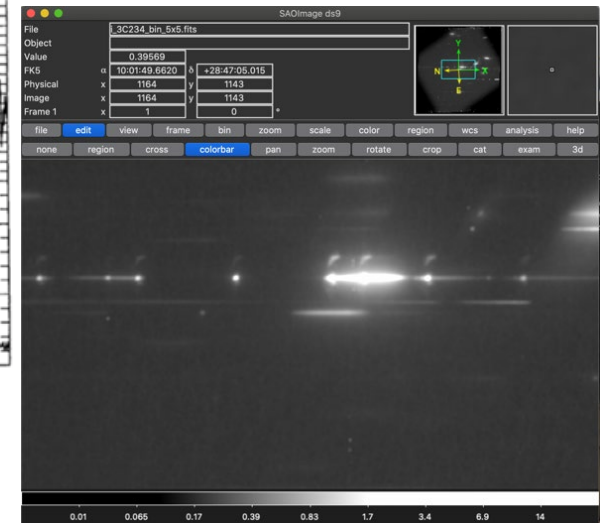 SAOImage ds9
File l_3C234_bin_5x5.fits
Object
Value 0.39569
FK5 α 10:01:49.6620 δ +28:47:05.015
Physical x 1164 y 1143
Image x 1164 y 1143
Frame 1 x 1 0 °
Y
N X
E
file edit view frame bin zoom scale color region wcs analysis help
none region cross colorbar pan zoom rotate crop cat exam 3d
0.01 0.065 0.17 0.39 0.83 1.7 3.4 6.9 14